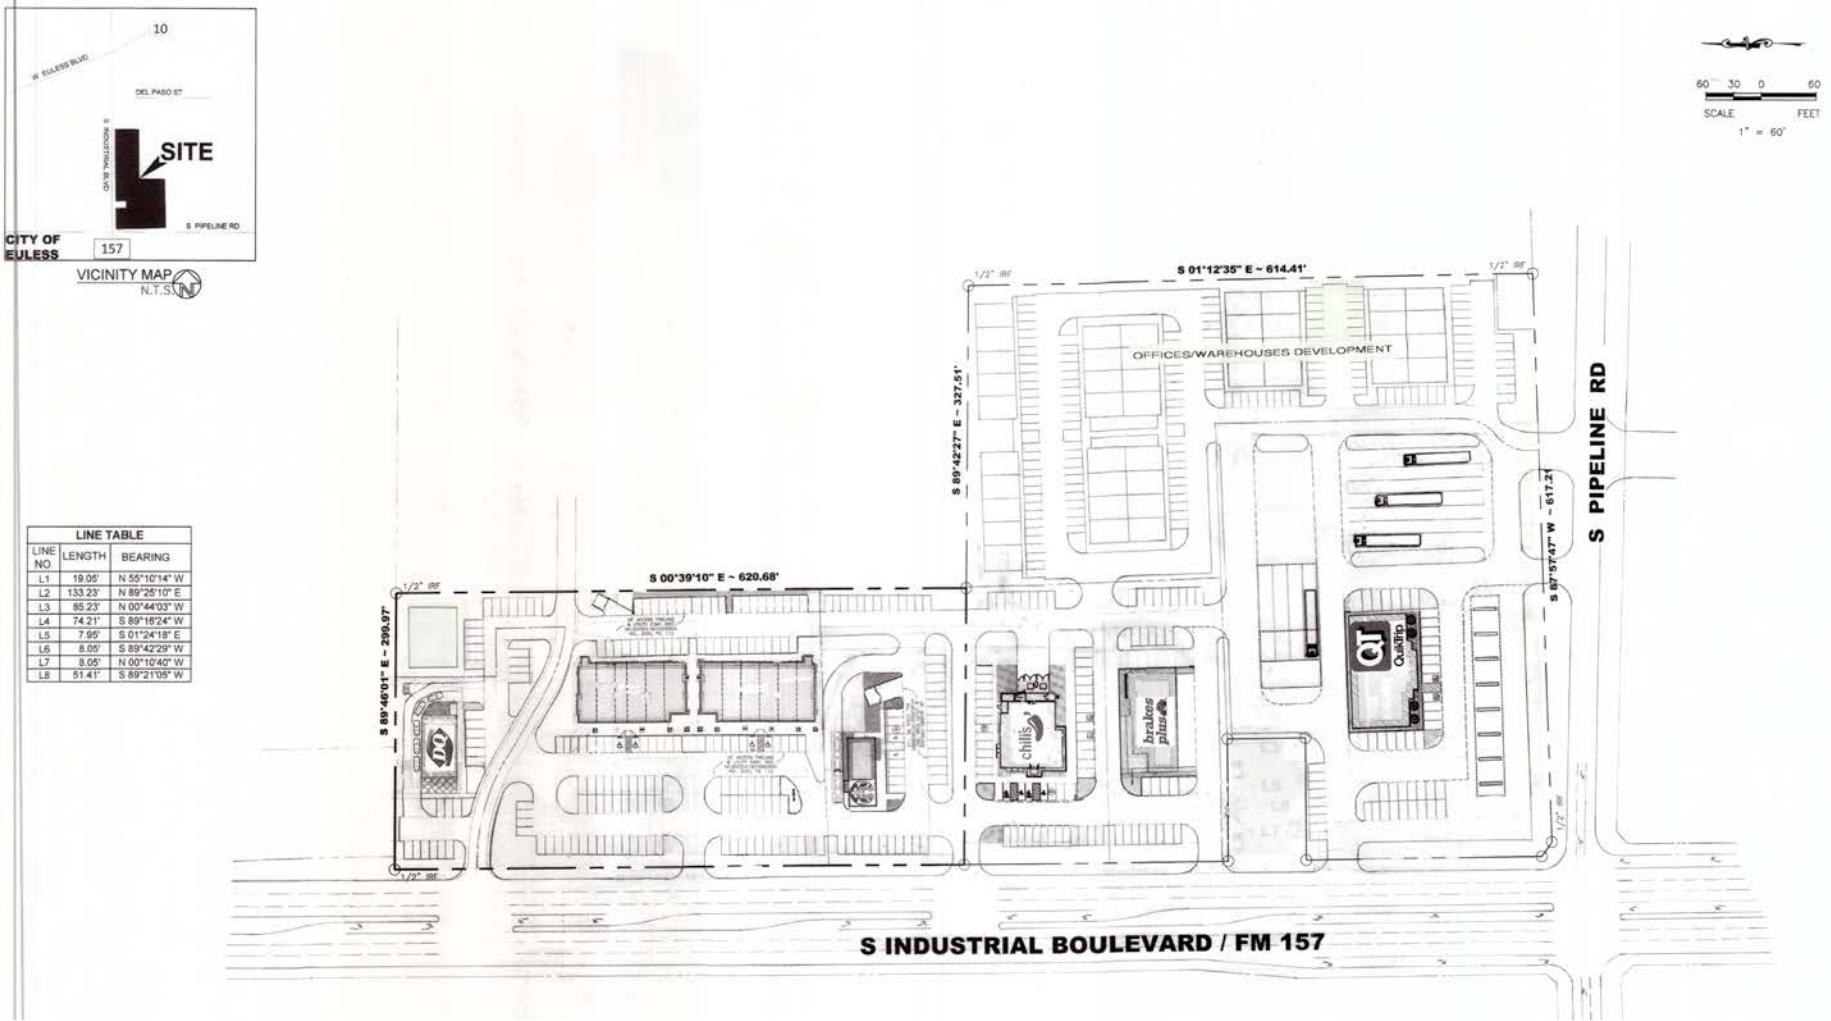 10
W EULESS BLVD
DEL PASO ST
S INDUSTRIAL BLVD
SITE
S PIPELINE RD
CITY OF
EULESS
157
VICINITY MAP
N.T.S.
N
60 30 0 60
SCALE FEET
1" = 60'
LINE TABLE
LINE NO. LENGTH BEARING
L1 19.05' N 55°10'14" W
L2 133.23' N 89°25'10" E
L3 85.23' N 00°44'03" W
L4 74.21' S 89°16'24" W
L5 7.95' S 01°24'18" E
L6 8.05' S 89°42'29" W
L7 8.05' N 00°10'40" W
L8 51.41' S 89°21'05" W
1/2" IRF
S 01°12'35" E ~ 614.41'
1/2" IRF
OFFICES/WAREHOUSES DEVELOPMENT
S 89°42'27" E ~ 327.51'
S PIPELINE RD
S 87°57'47" W ~ 617.21'
1/2" IRF
S 00°39'10" E ~ 620.68'
S 89°46'01" E ~ 299.97'
DQ
chili's
brakes
plus
QT
QuikTrip
L4
L6
L7
1/2" IRF
1/2" IRF
S INDUSTRIAL BOULEVARD / FM 157